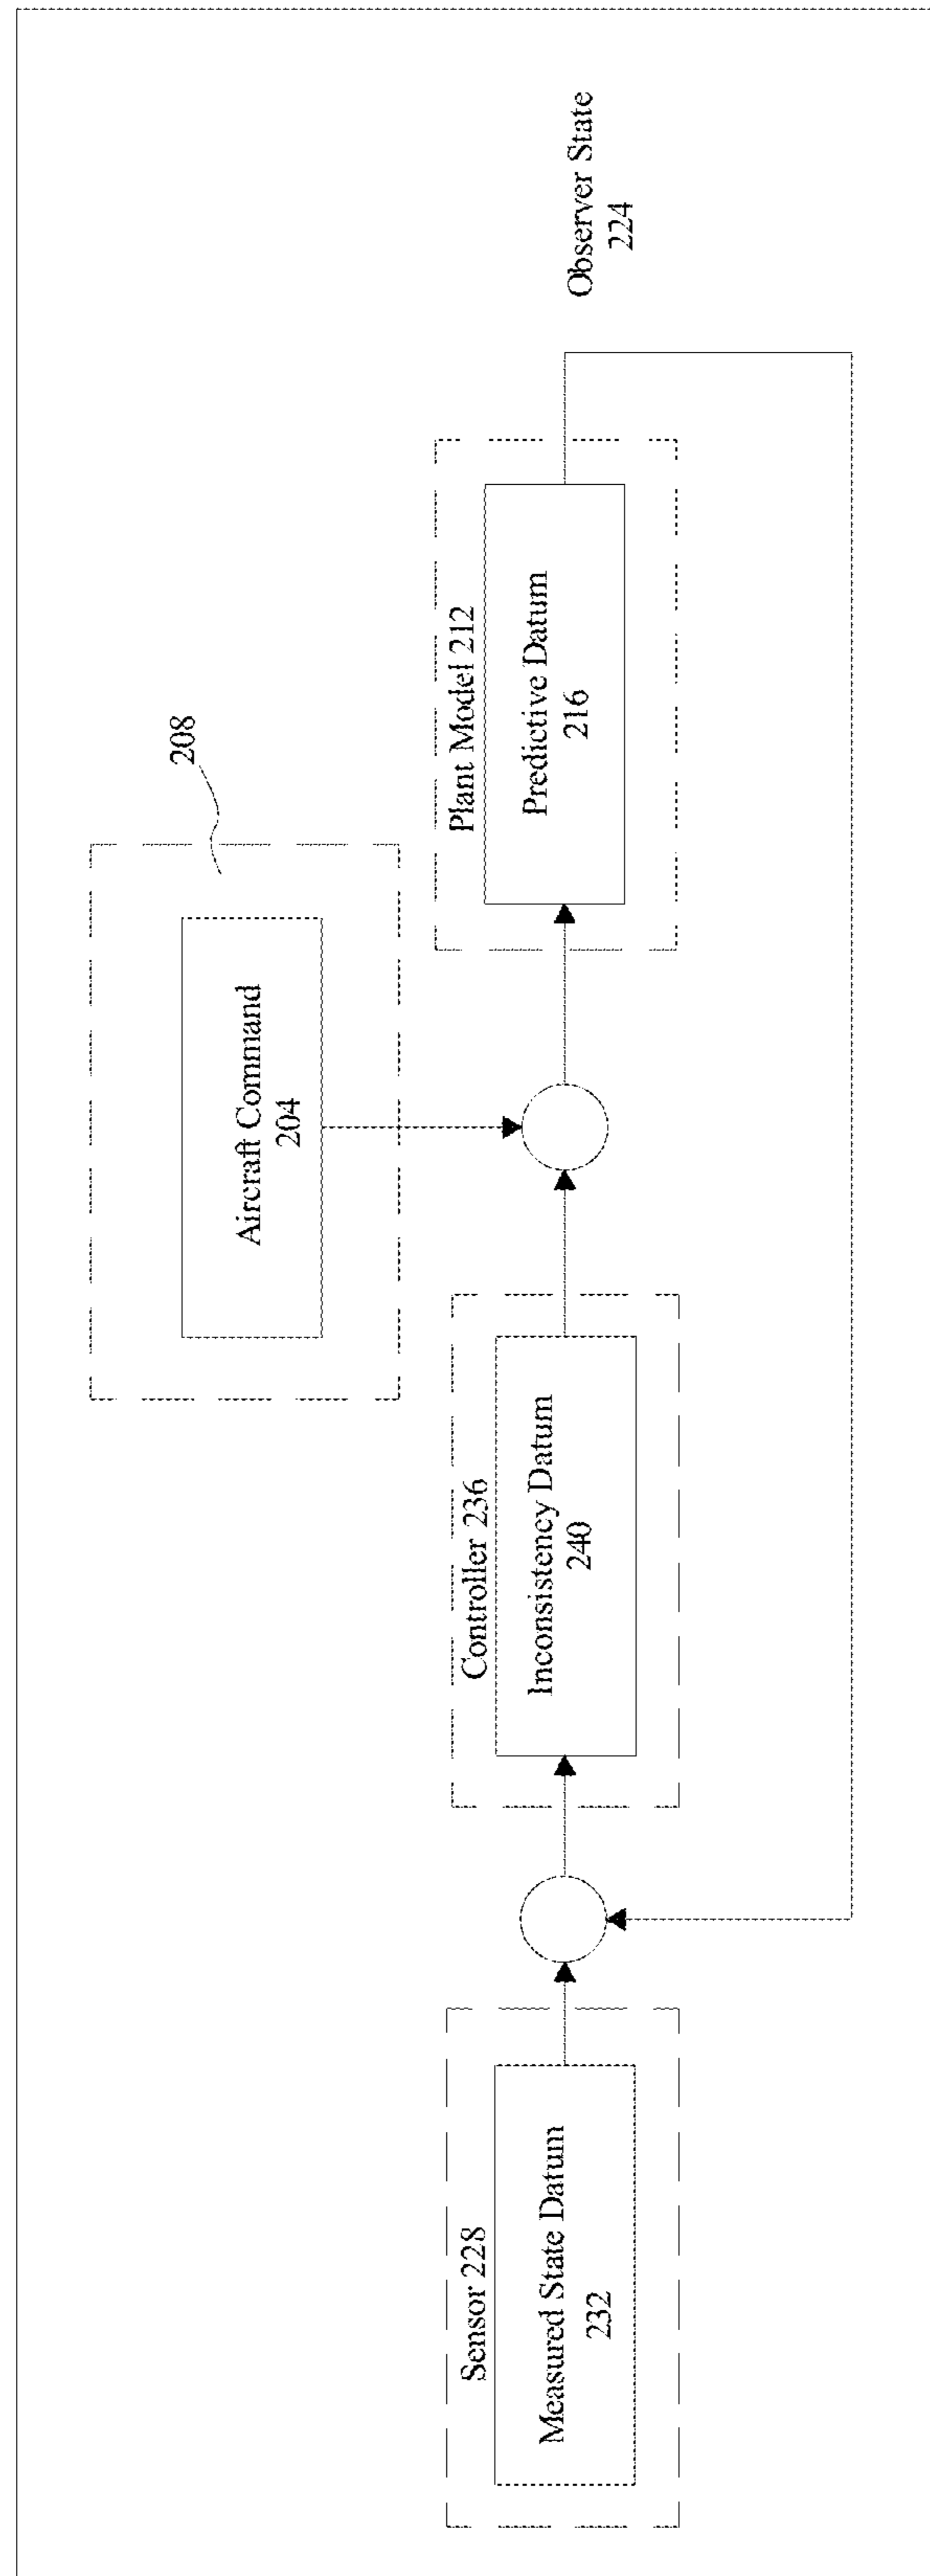 208
Aircraft Command
204
Sensor 228
Measured State Datum
232
Controller 236
Inconsistency Datum
240
Plant Model 212
Predictive Datum
216
Observer State
224